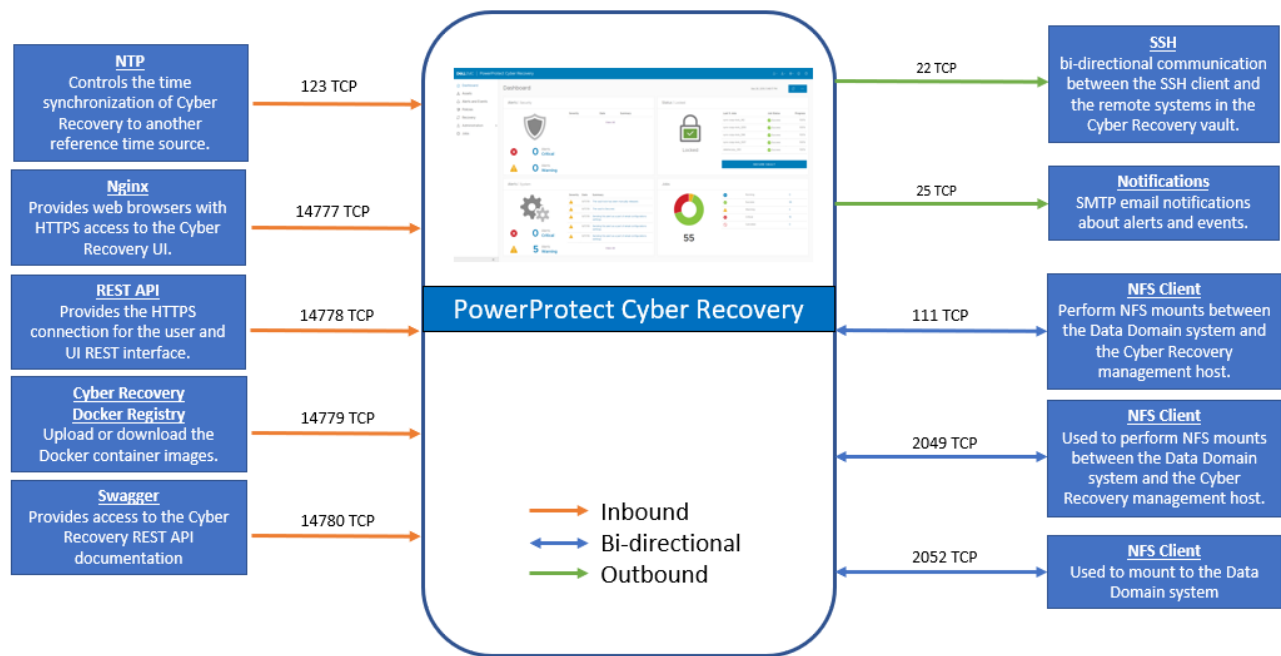 NTP
Controls the time
synchronization of Cyber
Recovery to another
reference time source.
123 TCP
Nginx
Provides web browsers with
HTTPS access to the Cyber
Recovery UI.
14777 TCP
REST API
Provides the HTTPS
connection for the user and
UI REST interface.
14778 TCP
Cyber Recovery
Docker Registry
Upload or download the
Docker container images.
14779 TCP
Swagger
Provides access to the Cyber
Recovery REST API
documentation
14780 TCP
PowerProtect Cyber Recovery
Dashboard
0 Critical
0 Warning
Locked
0 Critical
5 Warning
55
PowerProtect Cyber Recovery
Inbound
Bi-directional
Outbound
22 TCP
SSH
bi-directional communication
between the SSH client and
the remote systems in the
Cyber Recovery vault.
25 TCP
Notifications
SMTP email notifications
about alerts and events.
111 TCP
NFS Client
Perform NFS mounts between
the Data Domain system and
the Cyber Recovery
management host.
2049 TCP
NFS Client
Used to perform NFS mounts
between the Data Domain
system and the Cyber
Recovery management host.
2052 TCP
NFS Client
Used to mount to the Data
Domain system